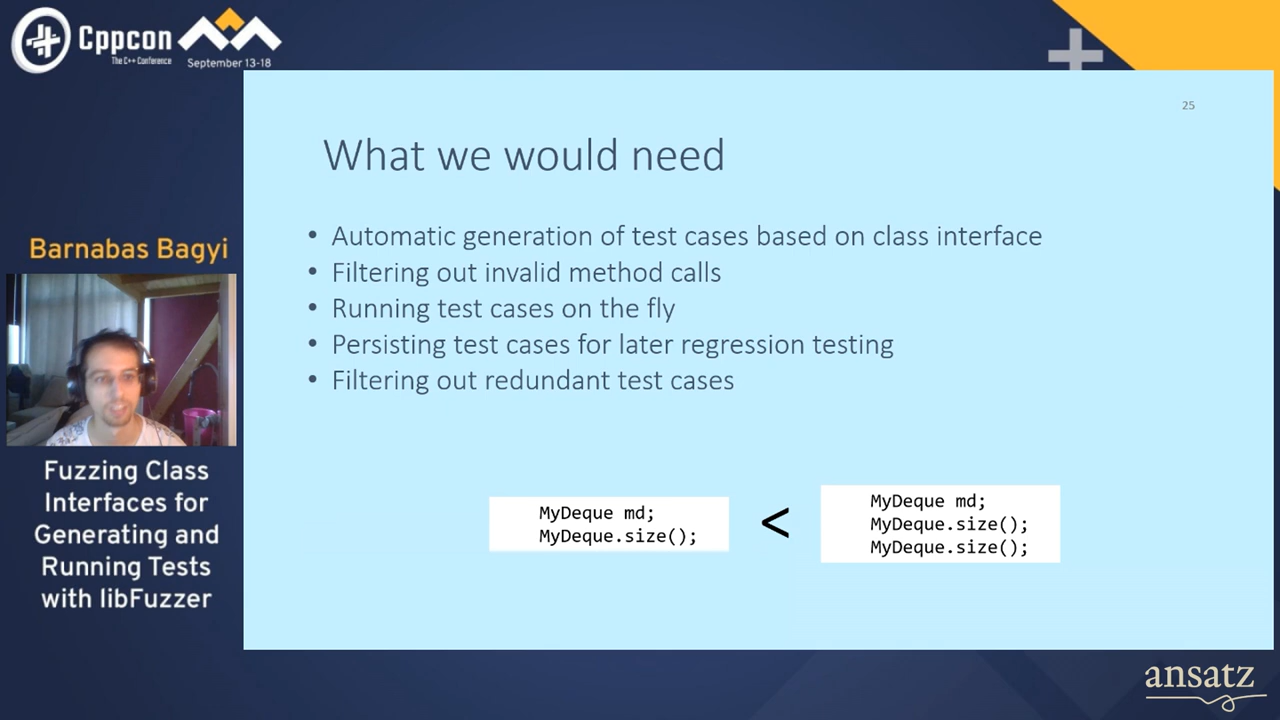 Cppcon
The C++ Conference
September 13-18
25
What we would need
• Automatic generation of test cases based on class interface
• Filtering out invalid method calls
• Running test cases on the fly
• Persisting test cases for later regression testing
• Filtering out redundant test cases
MyDeque md;
MyDeque.size();
<
MyDeque md;
MyDeque.size();
MyDeque.size();
Barnabas Bagyi
Fuzzing Class
Interfaces for
Generating and
Running Tests
with libFuzzer
ansatz